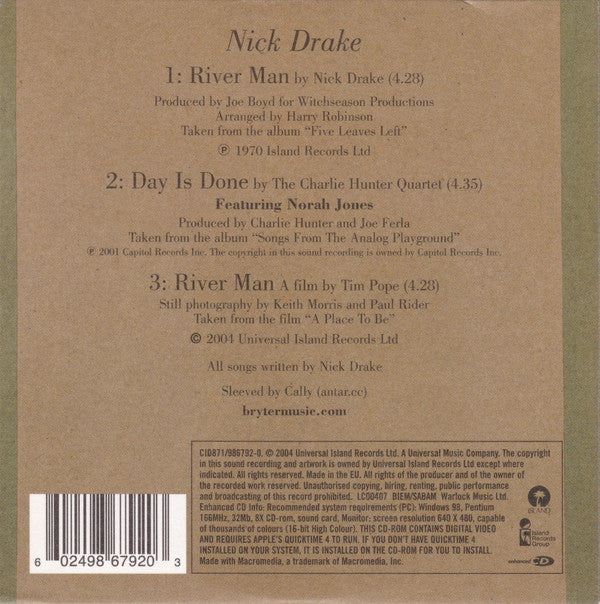 Nick Drake
1: River Man by Nick Drake (4.28)
Produced by Joe Boyd for Witchseason Productions
Arranged by Harry Robinson
Taken from the album “Five Leaves Left”
℗ 1970 Island Records Ltd
2: Day Is Done by The Charlie Hunter Quartet (4.35)
Featuring Norah Jones
Produced by Charlie Hunter and Joe Ferla
Taken from the album “Songs From The Analog Playground”
℗ 2001 Capitol Records Inc. The copyright in this sound recording is owned by Capitol Records Inc.
3: River Man A film by Tim Pope (4.28)
Still photography by Keith Morris and Paul Rider
Taken from the film “A Place To Be”
© 2004 Universal Island Records Ltd
All songs written by Nick Drake
Sleeved by Cally (antar.cc)
brytermusic.com
CID871/986792-0. ℗ 2004 Universal Island Records Ltd. A Universal Music Company. The copyright
in this sound recording and artwork is owned by Universal Island Records Ltd except where
indicated. All rights reserved. Made in the EU. All rights of the producer and of the owner of
the recorded work reserved. Unauthorised copying, hiring, renting, public performance
and broadcasting of this record prohibited. LC00407 BIEM/SABAM Warlock Music Ltd.
Enhanced CD Info: Recommended system requirements (PC): Windows 98, Pentium
166MHz, 32Mb, 8X CD-rom, sound card, Monitor: screen resolution 640 X 480, capable
of thousands of colours (16-bit High Colour). THIS CD-ROM CONTAINS DIGITAL VIDEO
AND REQUIRES APPLE'S QUICKTIME 4 TO RUN. IF YOU DON'T HAVE QUICKTIME 4
INSTALLED ON YOUR SYSTEM, IT IS INSTALLED ON THE CD-ROM FOR YOU TO INSTALL.
Made with Macromedia, a trademark of Macromedia, Inc.
ISLAND
Island
Records
Group
enhanced CD
6 02498 67920 3